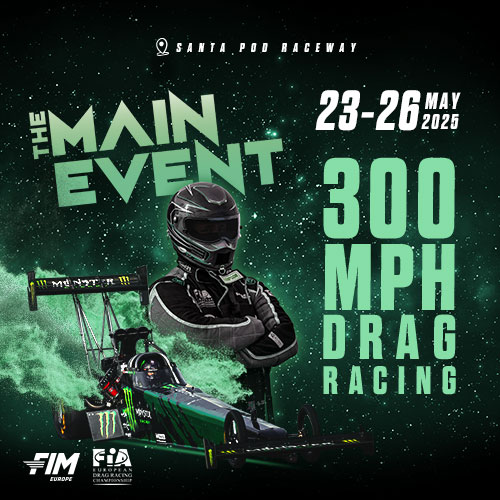 SANTA POD RACEWAY
THE
MAIN
EVENT
23-26 MAY
2025
300
MPH
DRAG
RACING
MONSTER
FIM
EUROPE
FIA
EUROPEAN
DRAG RACING
CHAMPIONSHIP